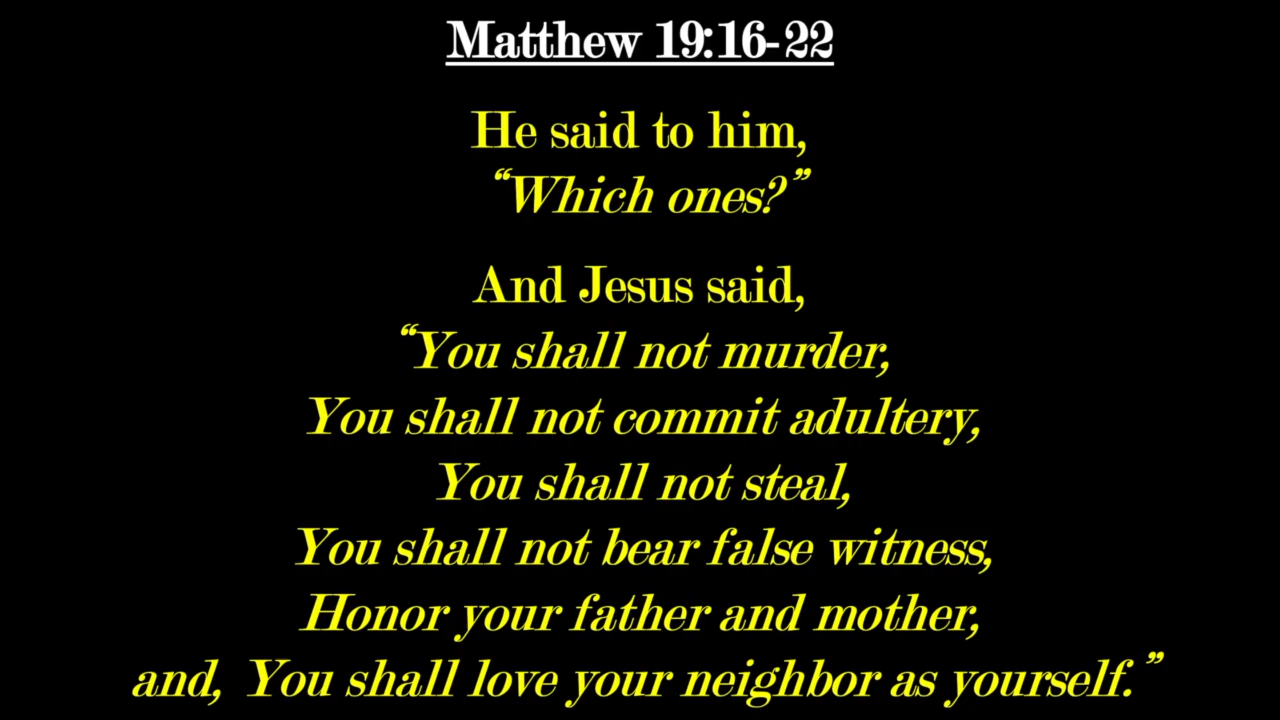 Matthew 19:16-22
He said to him,
“Which ones?”
And Jesus said,
“You shall not murder,
You shall not commit adultery,
You shall not steal,
You shall not bear false witness,
Honor your father and mother,
and, You shall love your neighbor as yourself.”